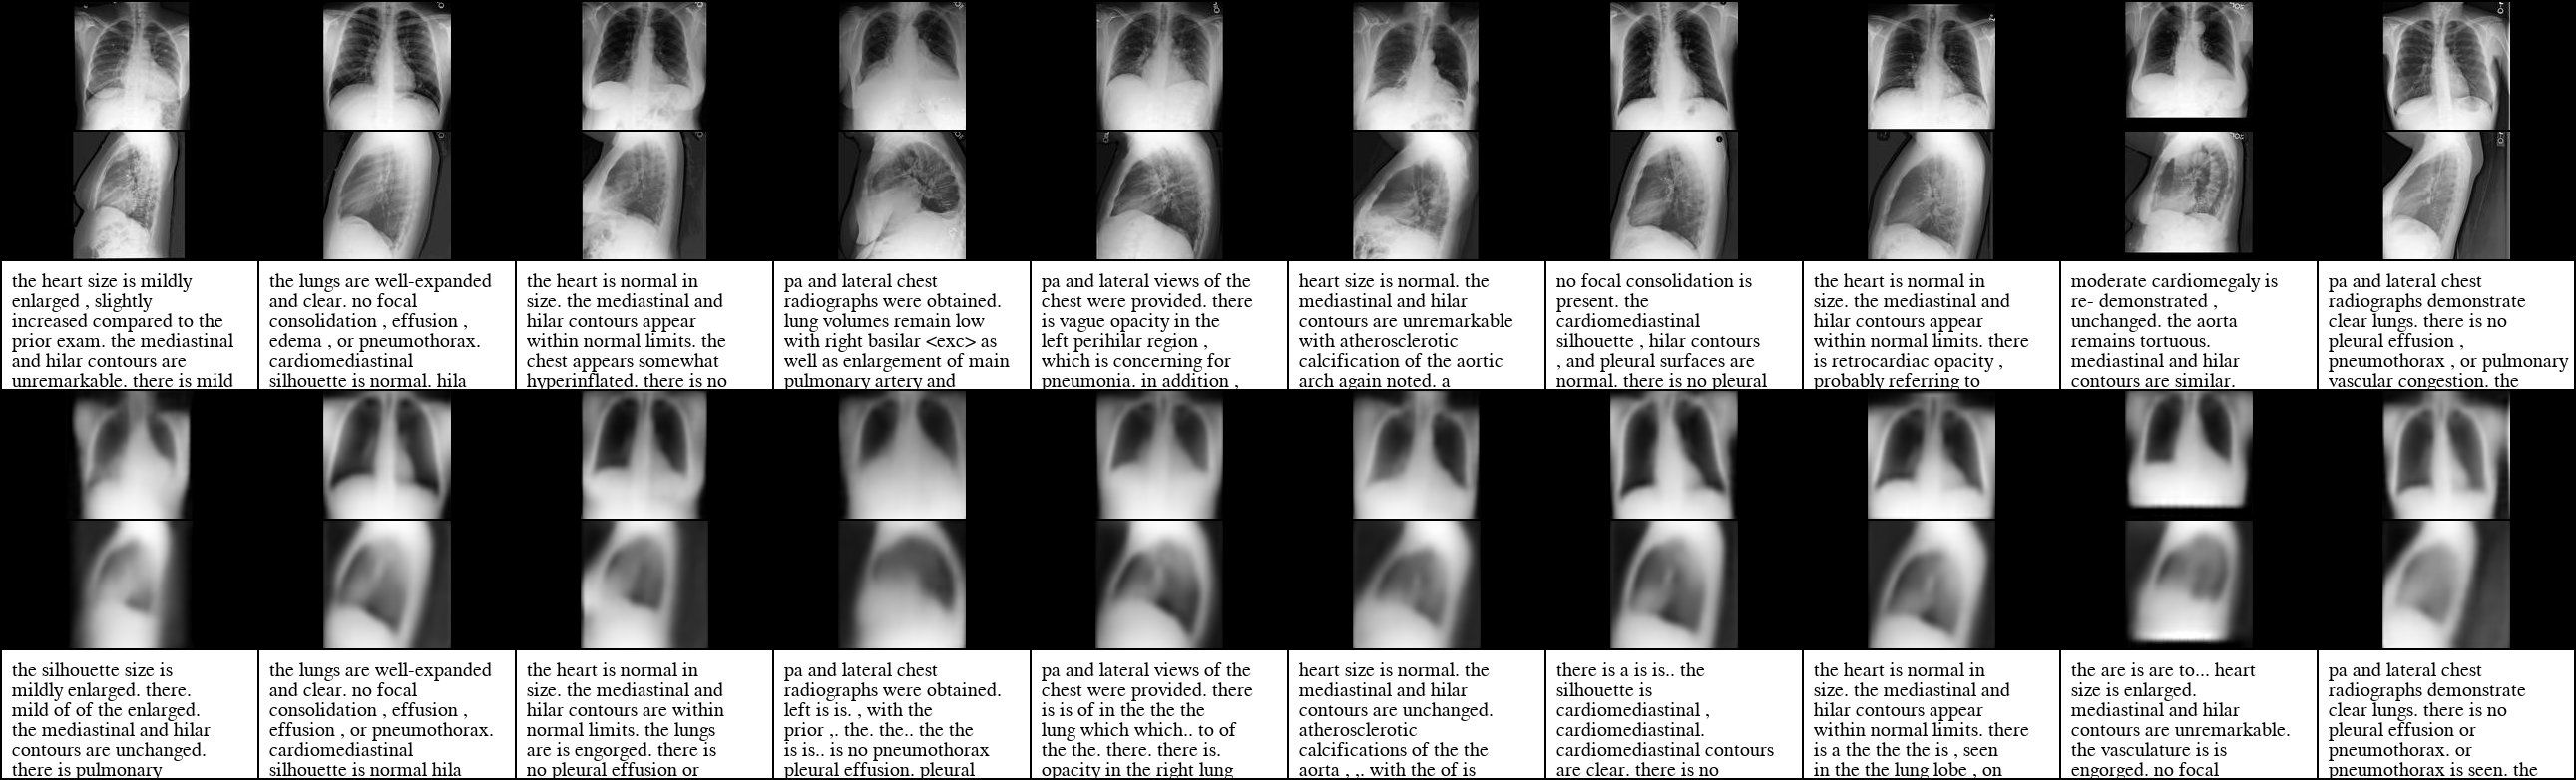 the heart size is mildly
enlarged , slightly
increased compared to the
prior exam. the mediastinal
and hilar contours are
unremarkable. there is mild
the lungs are well-expanded
and clear. no focal
consolidation , effusion ,
edema , or pneumothorax.
cardiomediastinal
silhouette is normal. hila
the heart is normal in
size. the mediastinal and
hilar contours appear
within normal limits. the
chest appears somewhat
hyperinflated. there is no
pa and lateral chest
radiographs were obtained.
lung volumes remain low
with right basilar <exc> as
well as enlargement of main
pulmonary artery and
pa and lateral views of the
chest were provided. there
is vague opacity in the
left perihilar region ,
which is concerning for
pneumonia. in addition ,
heart size is normal. the
mediastinal and hilar
contours are unremarkable
with atherosclerotic
calcification of the aortic
arch again noted. a
no focal consolidation is
present. the
cardiomediastinal
silhouette , hilar contours
, and pleural surfaces are
normal. there is no pleural
the heart is normal in
size. the mediastinal and
hilar contours appear
within normal limits. there
is retrocardiac opacity ,
probably referring to
moderate cardiomegaly is
re- demonstrated ,
unchanged. the aorta
remains tortuous.
mediastinal and hilar
contours are similar.
pa and lateral chest
radiographs demonstrate
clear lungs. there is no
pleural effusion ,
pneumothorax , or pulmonary
vascular congestion. the
the silhouette size is
mildly enlarged. there.
mild of of the enlarged.
the mediastinal and hilar
contours are unchanged.
there is pulmonary
the lungs are well-expanded
and clear. no focal
consolidation , effusion ,
effusion , or pneumothorax.
cardiomediastinal
silhouette is normal hila
the heart is normal in
size. the mediastinal and
hilar contours are within
normal limits. the lungs
are is engorged. there is
no pleural effusion or
pa and lateral chest
radiographs were obtained.
left is is. , with the
prior ,. the. the.. the the
is is.. is no pneumothorax
pleural effusion. pleural
pa and lateral views of the
chest were provided. there
is is of in the the the
lung which which.. to of
the the. there. there is.
opacity in the right lung
heart size is normal. the
mediastinal and hilar
contours are unchanged.
atherosclerotic
calcifications of the the
aorta , ,. with the of is
there is a is is.. the
silhouette is
cardiomediastinal ,
cardiomediastinal.
cardiomediastinal contours
are clear. there is no
the heart is normal in
size. the mediastinal and
hilar contours appear
within normal limits. there
is a the the the is , seen
in the the lung lobe , on
the are is are to... heart
size is enlarged.
mediastinal and hilar
contours are unremarkable.
the vasculature is is
engorged. no focal
pa and lateral chest
radiographs demonstrate
clear lungs. there is no
pleural effusion or
pneumothorax. or
pneumothorax is seen. the